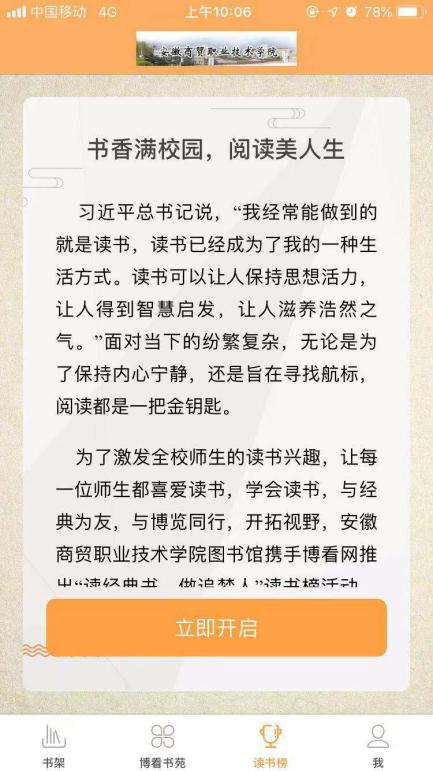 中国移动 4G 上午10:06 78%
安徽商贸职业技术学院
书香满校园，阅读美人生
习近平总书记说，“我经常能做到的
就是读书，读书已经成为了我的一种生
活方式。读书可以让人保持思想活力，
让人得到智慧启发，让人滋养浩然之
气。”面对当下的纷繁复杂，无论是为
了保持内心宁静，还是旨在寻找航标，
阅读都是一把金钥匙。
为了激发全校师生的读书兴趣，让每
一位师生都喜爱读书，学会读书，与经
典为友，与博览同行，开拓视野，安徽
商贸职业技术学院图书馆携手博看网推
出“读经典书，做追梦人”读书榜活动
立即开启
书架 博看书苑 读书榜 我